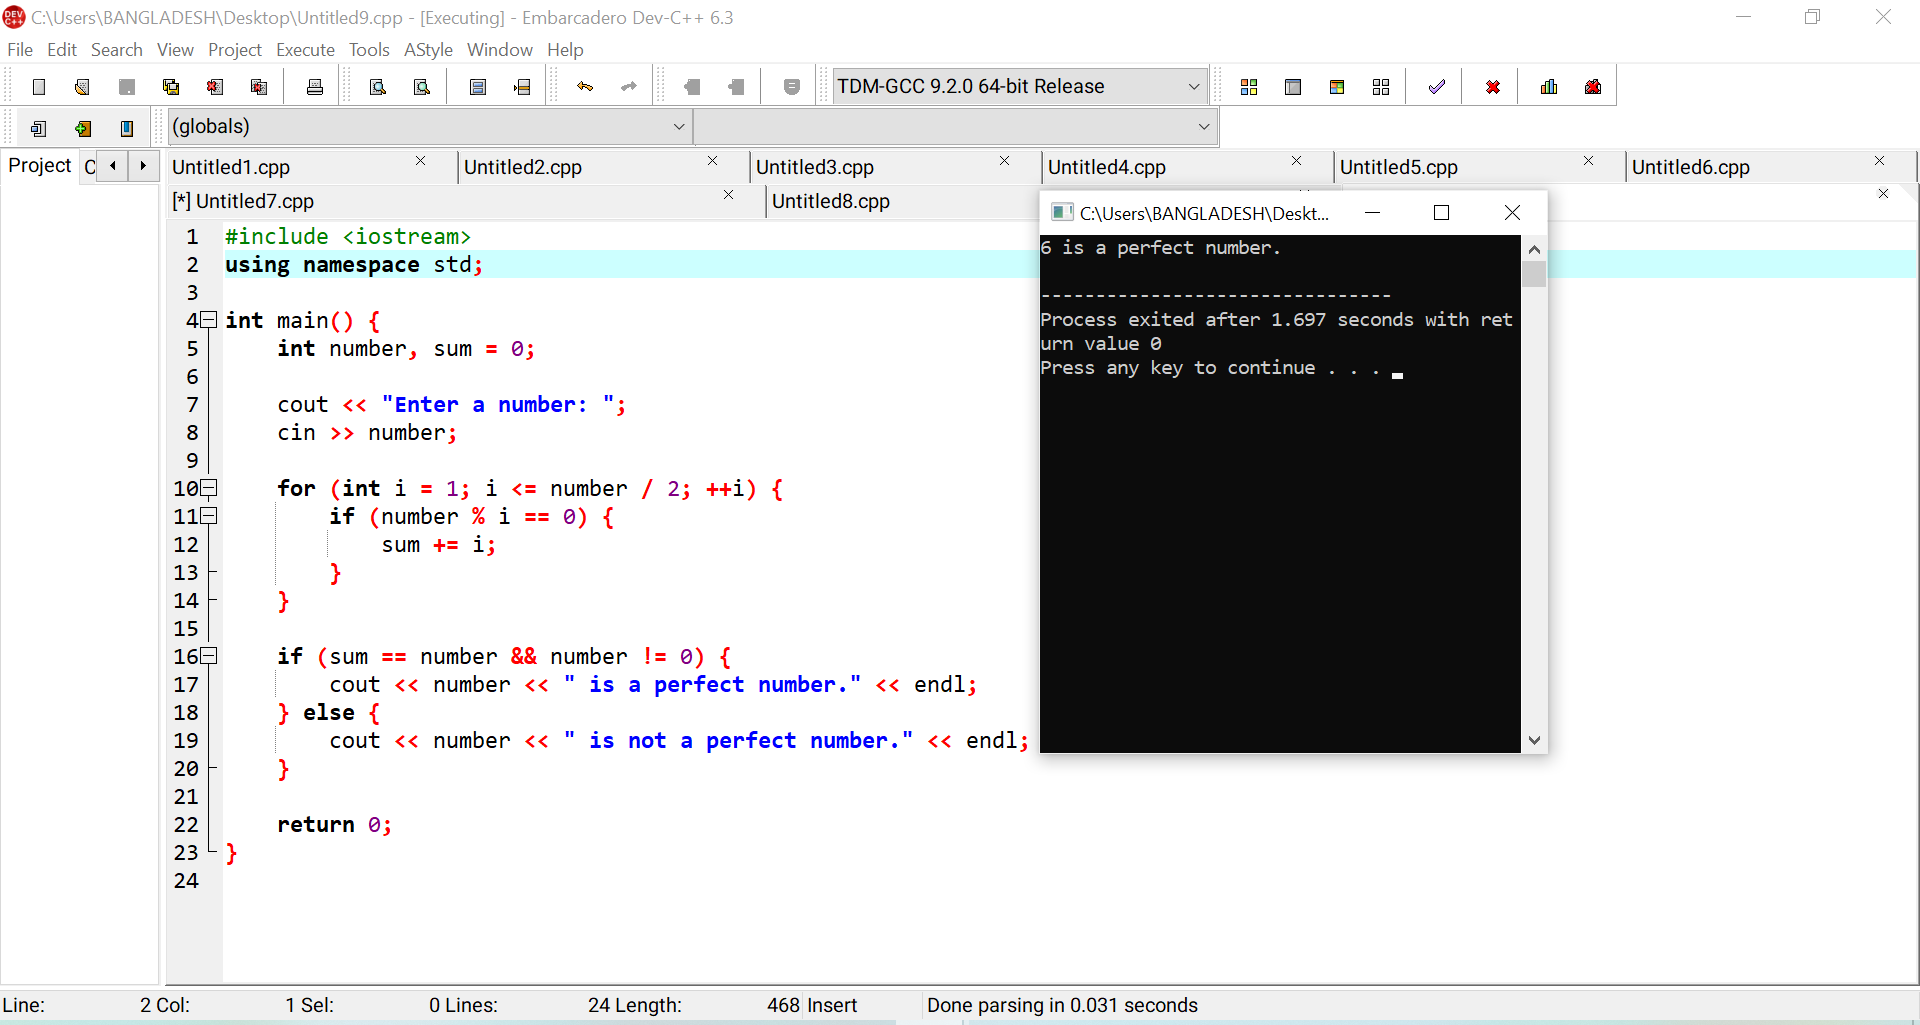 C:\Users\BANGLADESH\Desktop\Untitled9.cpp - [Executing] - Embarcadero Dev-C++ 6.3
File Edit Search View Project Execute Tools AStyle Window Help
TDM-GCC 9.2.0 64-bit Release
(globals)
Project C
Untitled1.cpp Untitled2.cpp Untitled3.cpp Untitled4.cpp Untitled5.cpp Untitled6.cpp
[*] Untitled7.cpp Untitled8.cpp
1 #include <iostream>
2 using namespace std;
3
4 int main() {
5     int number, sum = 0;
6
7     cout << "Enter a number: ";
8     cin >> number;
9
10     for (int i = 1; i <= number / 2; ++i) {
11         if (number % i == 0) {
12             sum += i;
13         }
14     }
15
16     if (sum == number && number != 0) {
17         cout << number << " is a perfect number." << endl;
18     } else {
19         cout << number << " is not a perfect number." << endl;
20     }
21
22     return 0;
23 }
24
C:\Users\BANGLADESH\Deskt...
6 is a perfect number.
--------------------------------
Process exited after 1.697 seconds with ret
urn value 0
Press any key to continue . . .
Line: 2 Col: 1 Sel: 0 Lines: 24 Length: 468 Insert Done parsing in 0.031 seconds